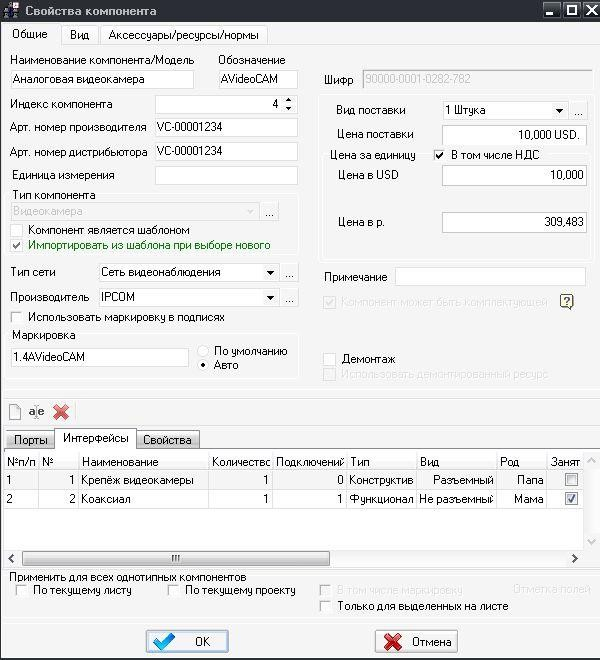 Свойства компонента
Общие Вид Аксессуары/ресурсы/нормы
Наименование компонента/Модель Обозначение
Аналоговая видеокамера AVideoCAM
Шифр 90000-0001-0282-782
Индекс компонента 4
Вид поставки 1 Штука ...
Арт. номер производителя VC-00001234
Цена поставки 10,000 USD.
Арт. номер дистрибьютора VC-00001234
Цена за единицу В том числе НДС
Единица измерения
Цена в USD 10,000
Тип компонента
Видеокамера ...
Цена в р. 309,483
Компонент является шаблоном
Импортировать из шаблона при выборе нового
Тип сети Сеть видеонаблюдения ...
Примечание
Производитель IPCOM ...
Компонент может быть комплектующей ?
Использовать маркировку в подписях
Маркировка
1.4AVideoCAM
По умолчанию
Авто
Демонтаж
Использовать демонтированный ресурс
a|e
Порты Интерфейсы Свойства
№п/п № Наименование Количество Подключений Тип Вид Род Занят
1 1 Крепёж видеокамеры 1 0 Конструктив Разъемный Папа
2 2 Коаксиал 1 1 Функционал Не разъемный Мама
Применить для всех однотипных компонентов
По текущему листу По текущему проекту В том числе маркировку Отметка полей
Только для выделенных на листе
OK Отмена